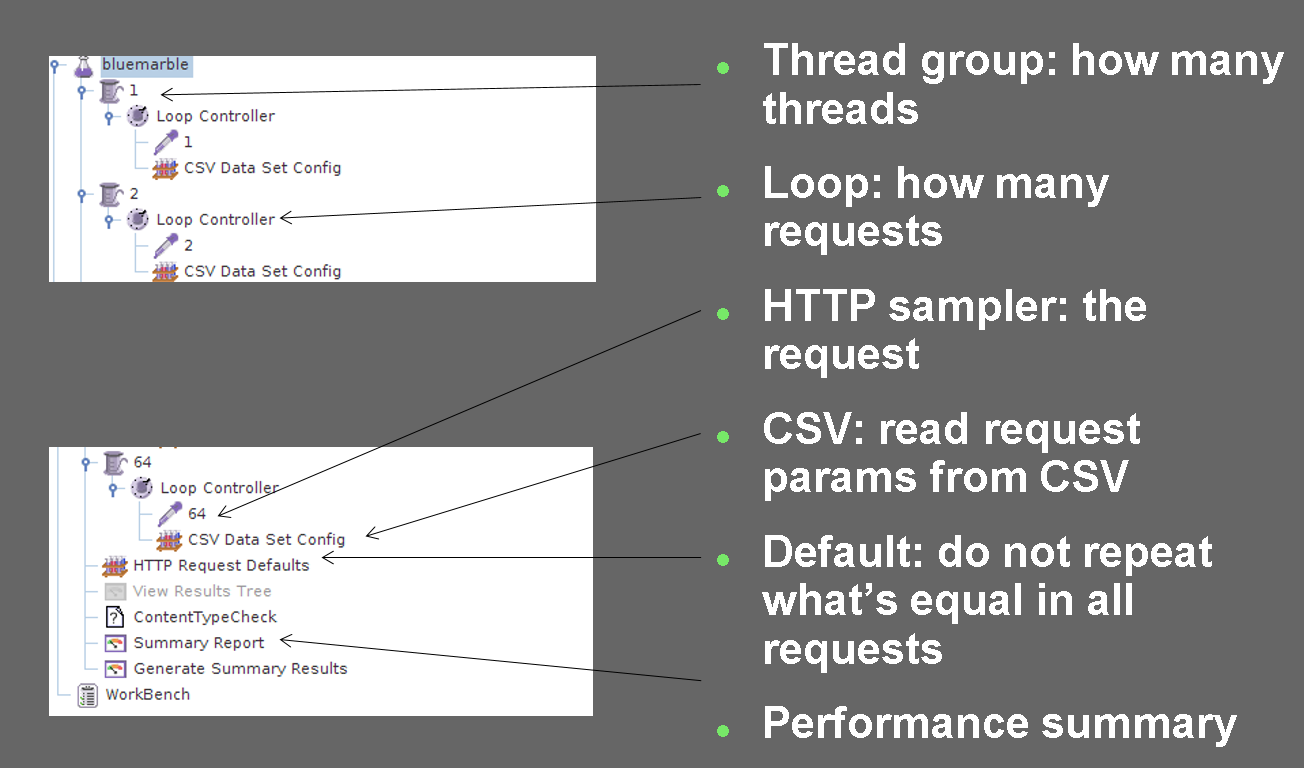 bluemarble
1
Loop Controller
1
CSV Data Set Config
2
Loop Controller
2
CSV Data Set Config
64
Loop Controller
64
CSV Data Set Config
HTTP Request Defaults
View Results Tree
ContentTypeCheck
Summary Report
Generate Summary Results
WorkBench
Thread group: how many
threads
Loop: how many
requests
HTTP sampler: the
request
CSV: read request
params from CSV
Default: do not repeat
what’s equal in all
requests
Performance summary